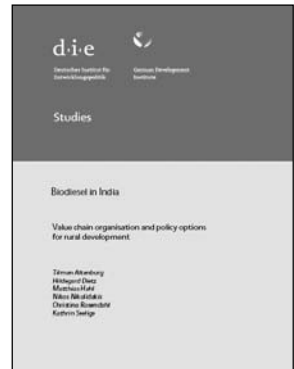 d·i·e
Deutsches Institut für
Entwicklungspolitik
German Development
Institute
Studies
Biodiesel in India
Value chain organisation and policy options
for rural development
Tilman Altenburg
Hildegard Dietz
Matthias Hahl
Nikos Nikolidakis
Christina Rosendahl
Kathrin Seelige